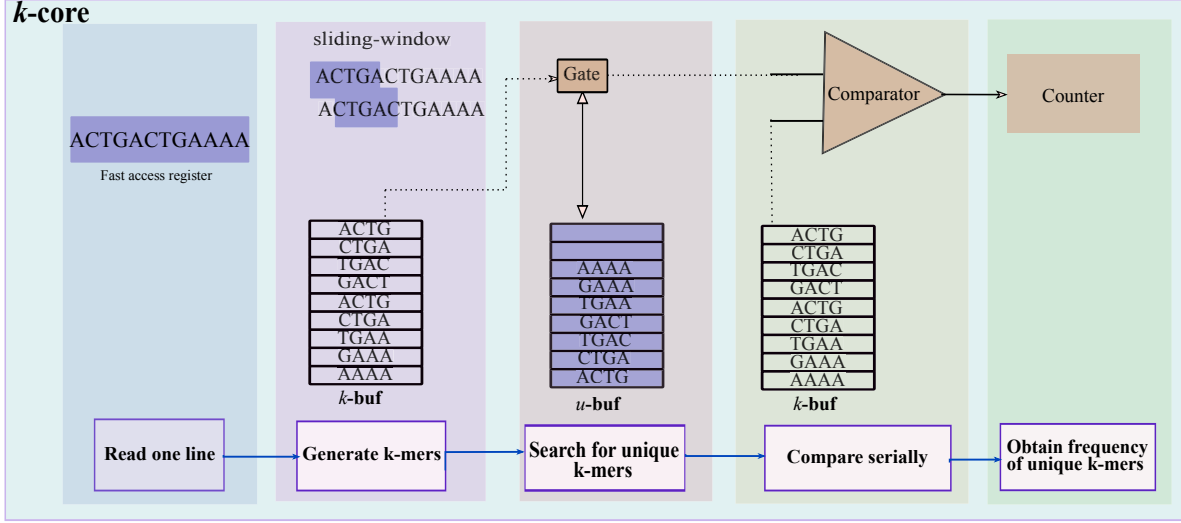 k-core
ACTGACTGAAAA
Fast access register
Read one line
sliding-window
ACTGACTGAAAA
ACTGACTGAAAA
ACTG
CTGA
TGAC
GACT
ACTG
CTGA
TGAA
GAAA
AAAA
k-buf
Generate k-mers
Gate
AAAA
GAAA
TGAA
GACT
TGAC
CTGA
ACTG
u-buf
Search for unique
k-mers
Comparator
ACTG
CTGA
TGAC
GACT
ACTG
CTGA
TGAA
GAAA
AAAA
k-buf
Compare serially
Counter
Obtain frequency
of unique k-mers